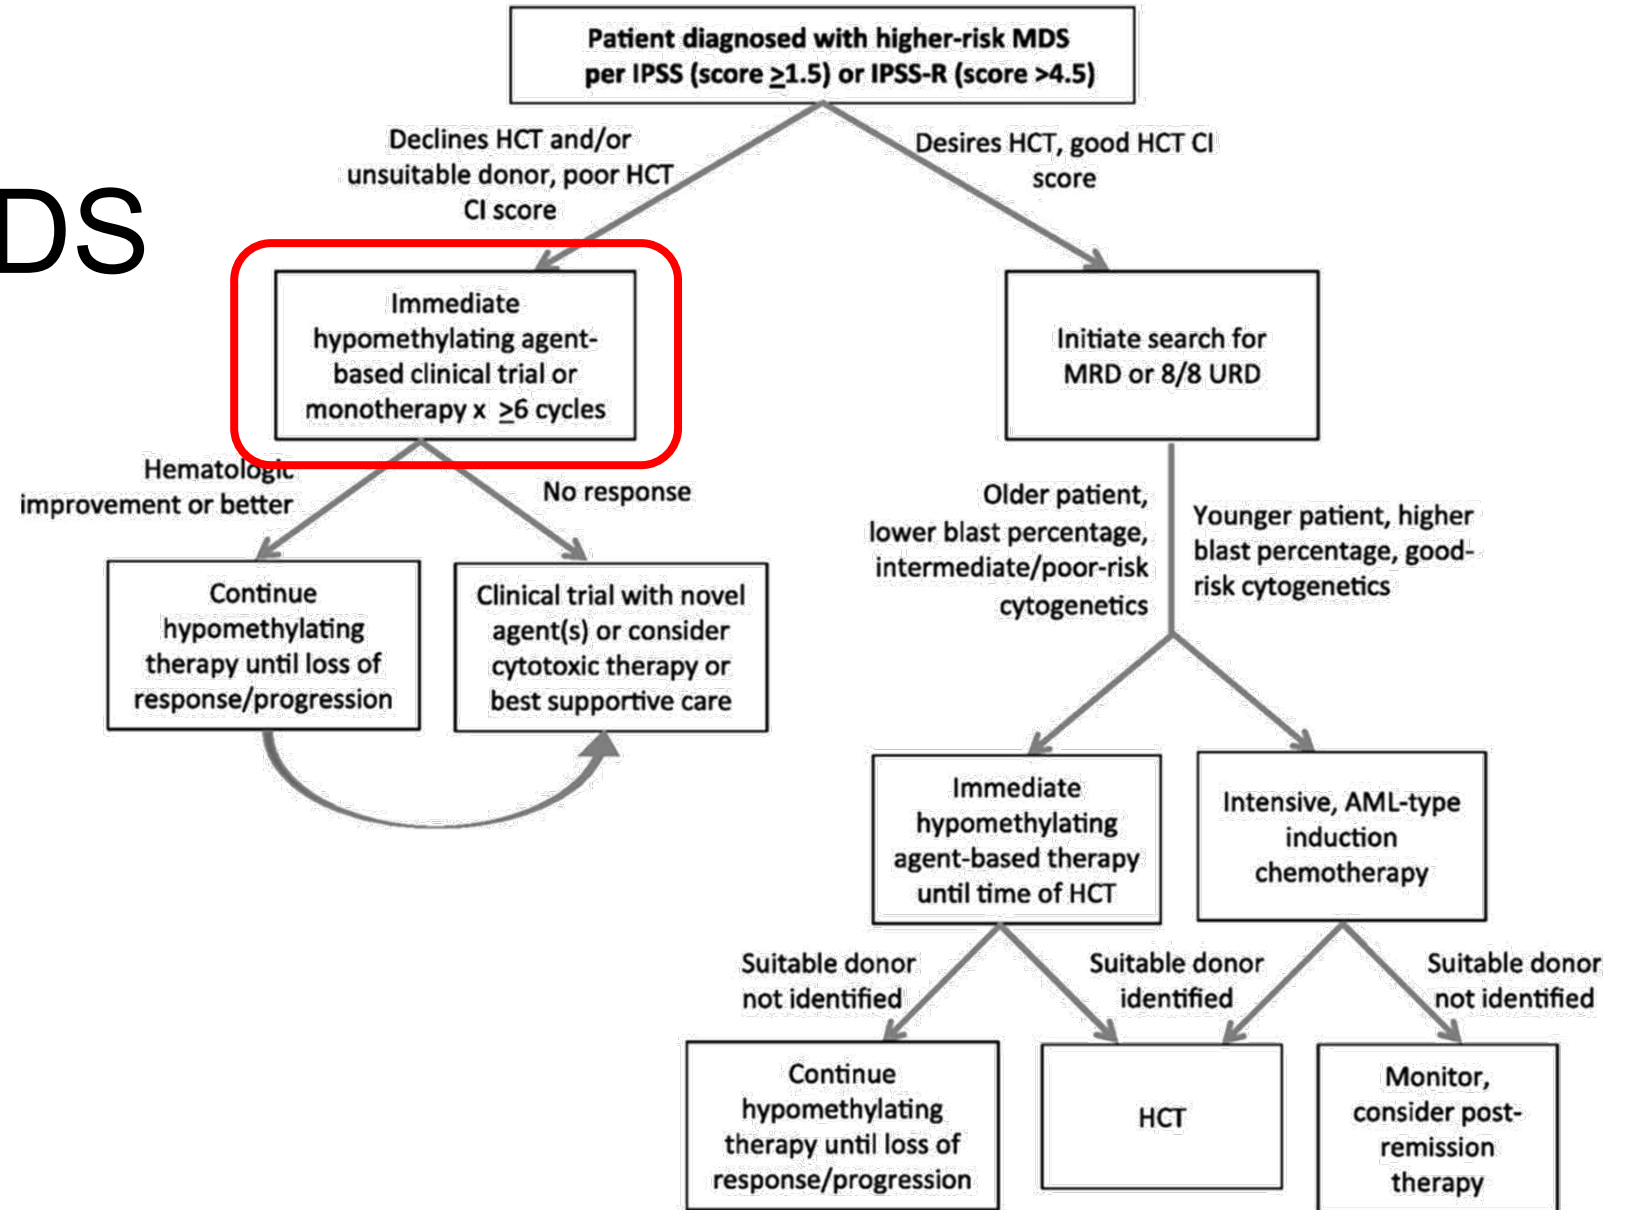 Patient diagnosed with higher-risk MDS
per IPSS (score ≥1.5) or IPSS-R (score >4.5)
Declines HCT and/or
unsuitable donor, poor HCT
CI score
Desires HCT, good HCT CI
score
DS
Immediate
hypomethylating agent-
based clinical trial or
monotherapy x ≥6 cycles
Initiate search for
MRD or 8/8 URD
Hematologic
improvement or better
No response
Older patient,
lower blast percentage,
intermediate/poor-risk
cytogenetics
Younger patient, higher
blast percentage, good-
risk cytogenetics
Continue
hypomethylating
therapy until loss of
response/progression
Clinical trial with novel
agent(s) or consider
cytotoxic therapy or
best supportive care
Immediate
hypomethylating
agent-based therapy
until time of HCT
Intensive, AML-type
induction
chemotherapy
Suitable donor
not identified
Suitable donor
identified
Suitable donor
not identified
Continue
hypomethylating
therapy until loss of
response/progression
HCT
Monitor,
consider post-
remission
therapy